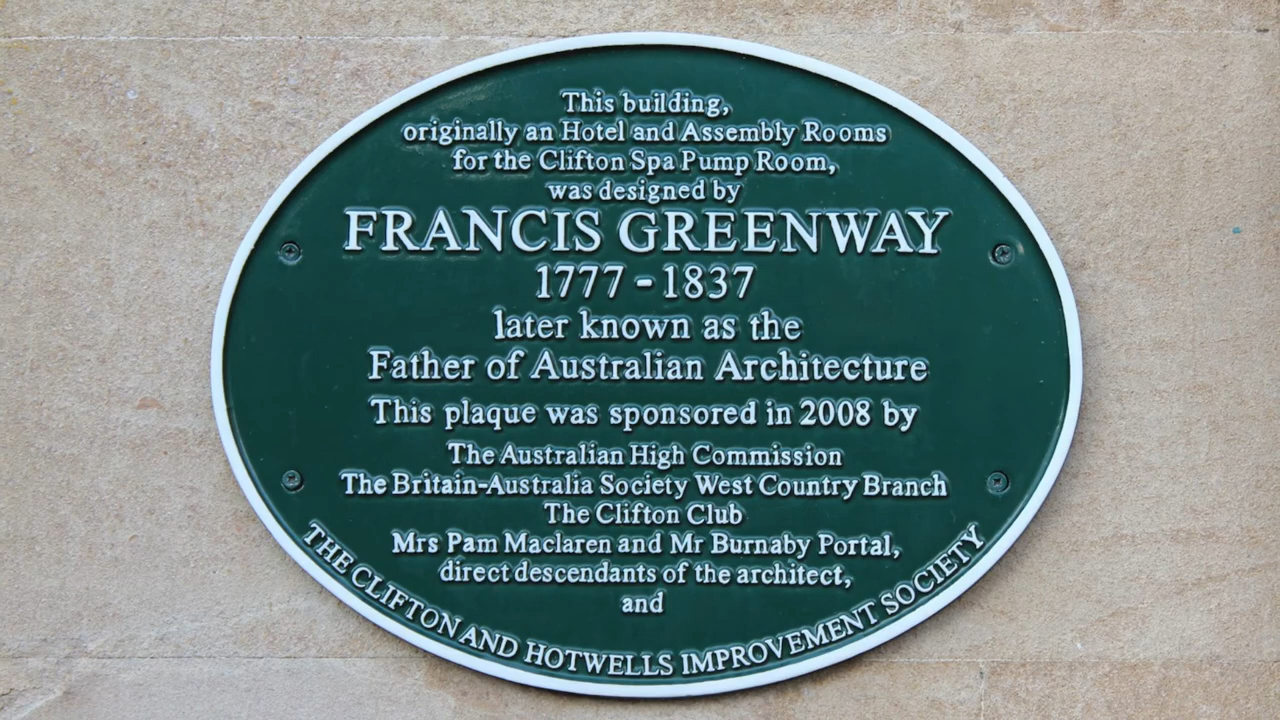 This building,
originally an Hotel and Assembly Rooms
for the Clifton Spa Pump Room,
was designed by
FRANCIS GREENWAY
1777 - 1837
later known as the
Father of Australian Architecture
This plaque was sponsored in 2008 by
The Australian High Commission
The Britain-Australia Society West Country Branch
The Clifton Club
Mrs Pam Maclaren and Mr Burnaby Portal,
direct descendants of the architect,
and
THE CLIFTON AND HOTWELLS IMPROVEMENT SOCIETY